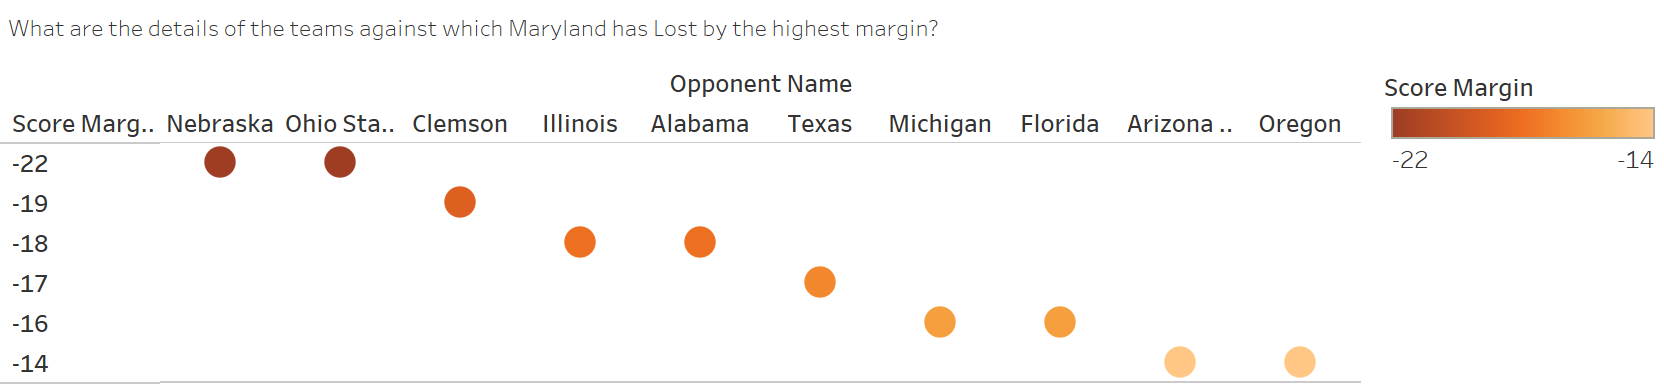 What are the details of the teams against which Maryland has Lost by the highest margin?
Opponent Name
Score Marg.. Nebraska Ohio Sta.. Clemson Illinois Alabama Texas Michigan Florida Arizona .. Oregon
-22
-19
-18
-17
-16
-14
Score Margin
-22 -14